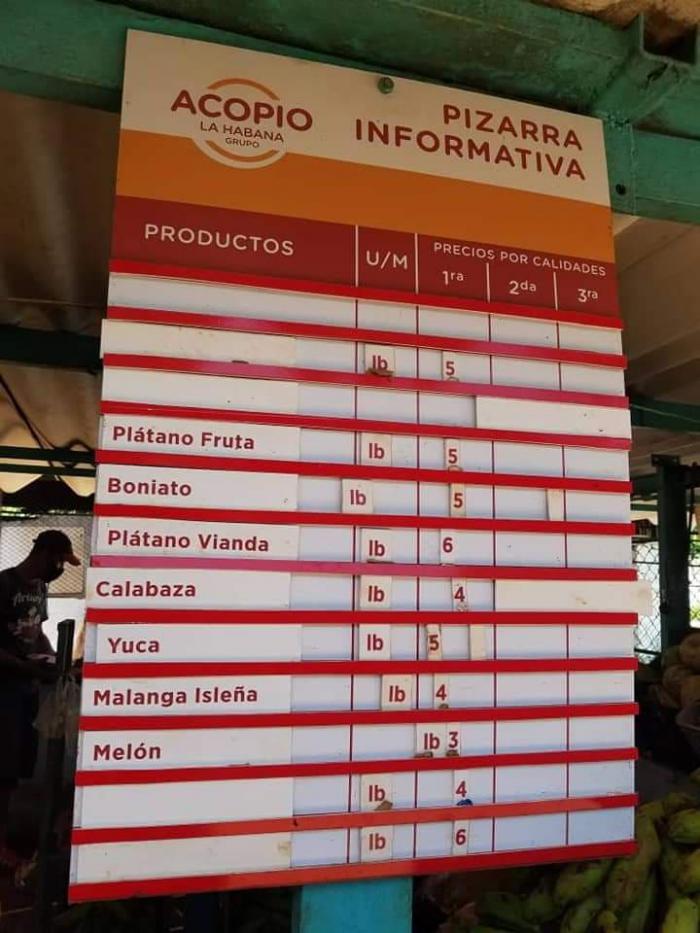 ACOPIO
LA HABANA
GRUPO
PIZARRA
INFORMATIVA
PRODUCTOS U/M PRECIOS POR CALIDADES
1ra 2da 3ra
lb 5
Plátano Fruta lb 5
Boniato lb 5
Plátano Vianda lb 6
Calabaza lb 4
Yuca lb 5
Malanga Isleña lb 4
Melón lb 3
lb 4
lb 6